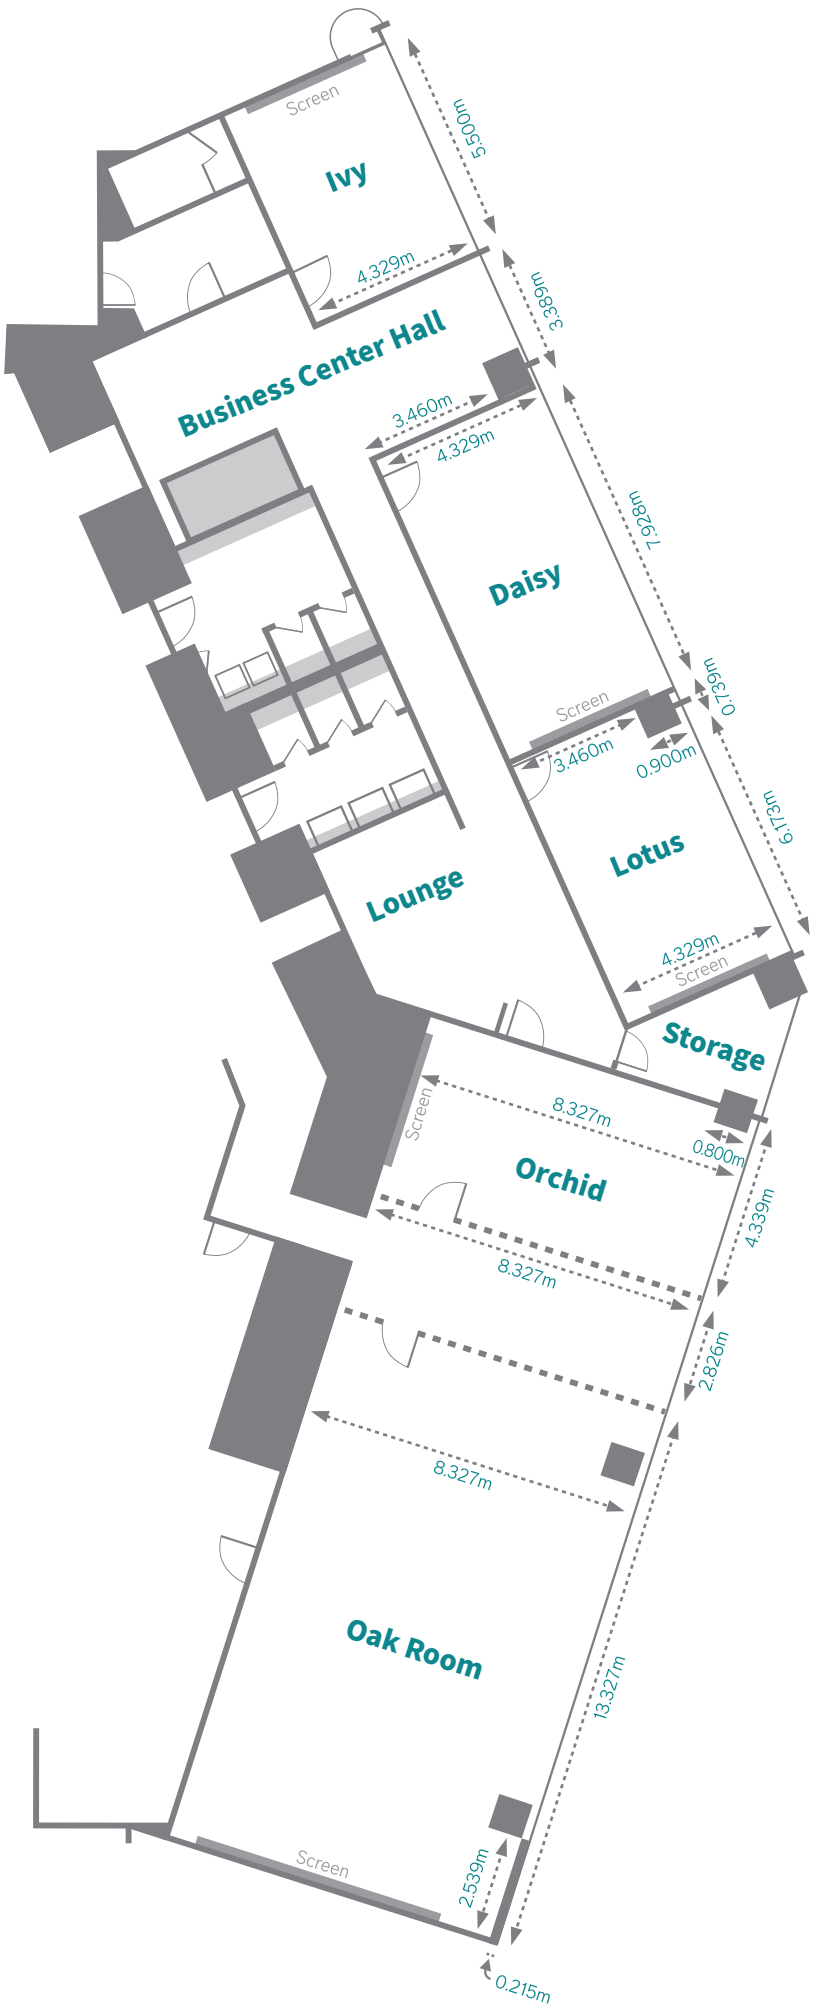 Screen
5.500m
Ivy
4.329m
3.389m
Business Center Hall
3.460m
4.329m
7.928m
Daisy
Screen
0.739m
3.460m
0.900m
6.173m
Lotus
Lounge
4.329m
Screen
Storage
Screen
8.327m
0.800m
Orchid
4.339m
8.327m
2.826m
8.327m
Oak Room
13.327m
Screen
2.539m
0.215m